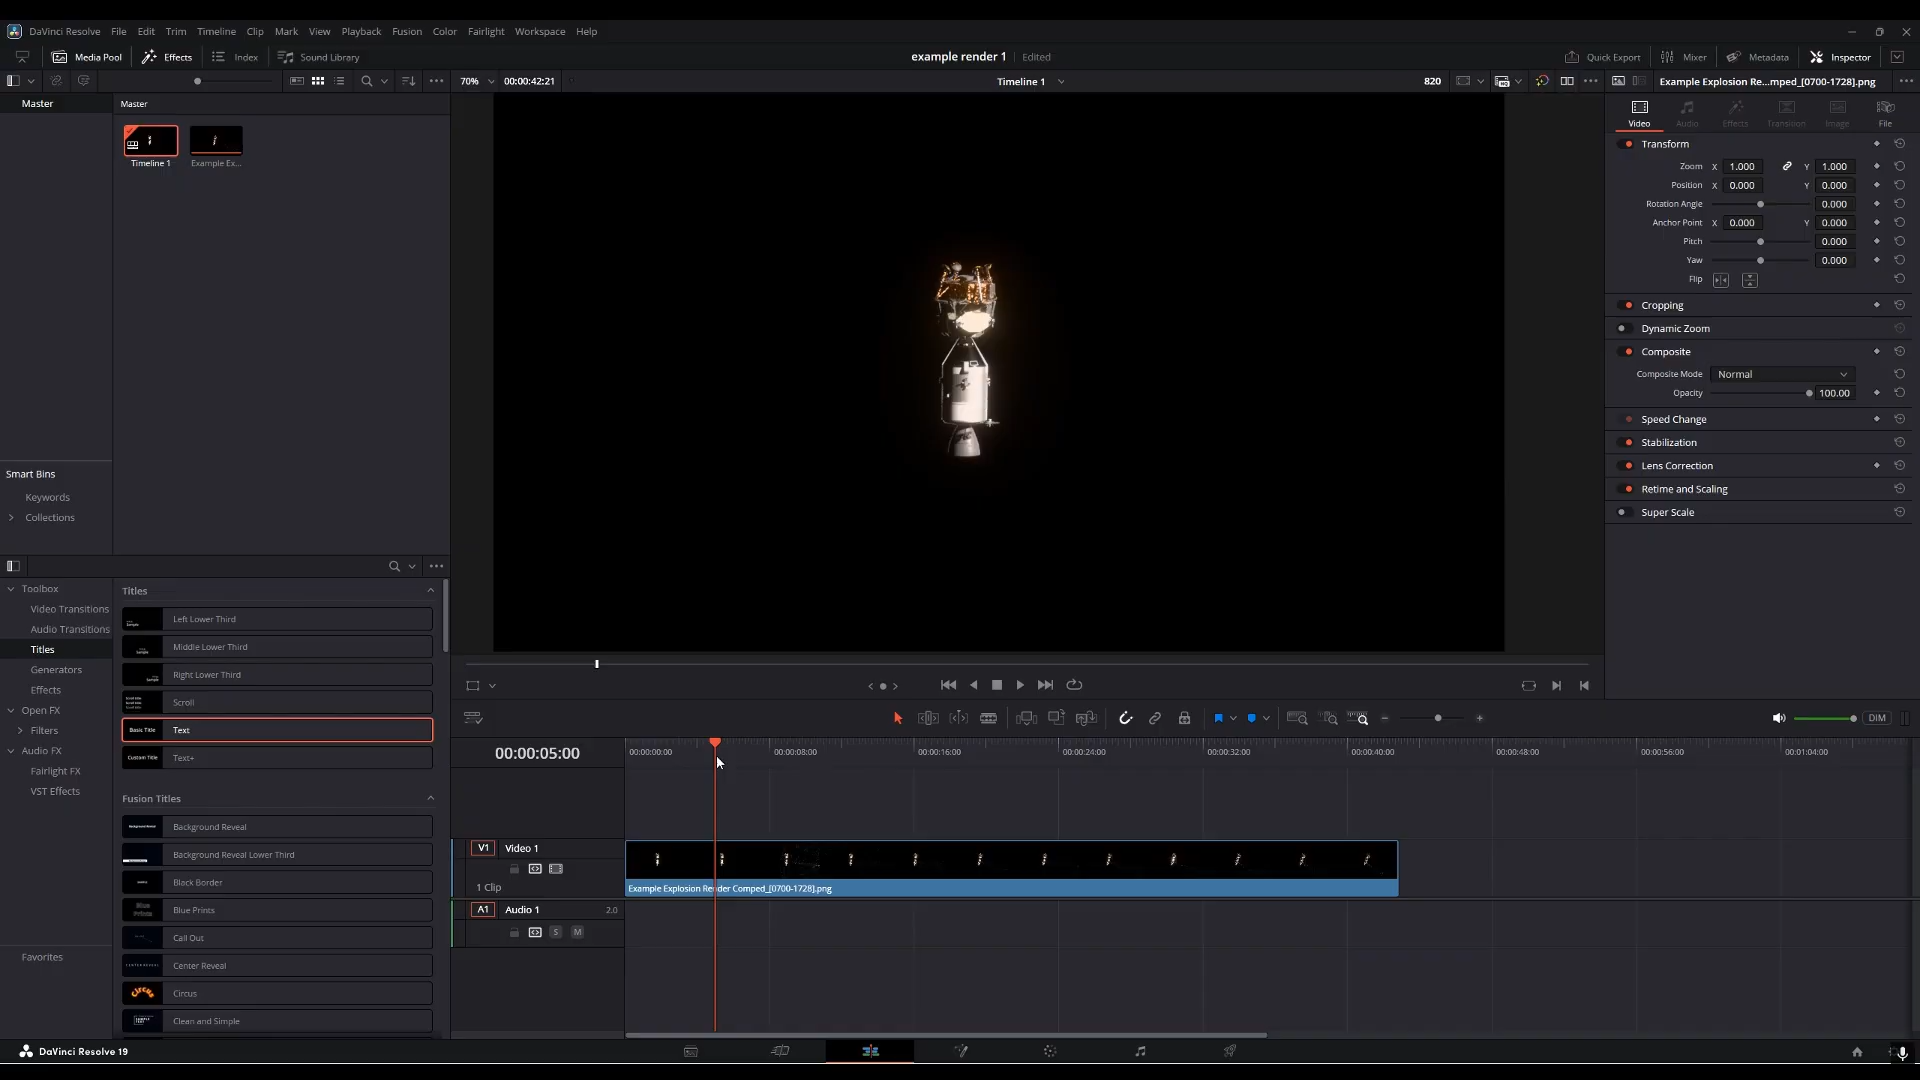 DaVinci Resolve File Edit Trim Timeline Clip Mark View Playback Fusion Color Fairlight Workspace Help
Media Pool Effects Index Sound Library example render 1 Edited Quick Export Mixer Metadata Inspector
70% 00:00:42:21 Timeline 1 820 Example Explosion Re...mped_[0700-1728].png
Master
Master
Timeline 1
Example Ex...
Smart Bins
Keywords
Collections
Video Audio Effects Transition Image File
Transform
Zoom X 1.000 Y 1.000
Position X 0.000 Y 0.000
Rotation Angle 0.000
Anchor Point X 0.000 Y 0.000
Pitch 0.000
Yaw 0.000
Flip
Cropping
Dynamic Zoom
Composite
Composite Mode Normal
Opacity 100.00
Speed Change
Stabilization
Lens Correction
Retime and Scaling
Super Scale
Toolbox
Video Transitions
Audio Transitions
Titles
Generators
Effects
Open FX
Filters
Audio FX
Fairlight FX
VST Effects
Favorites
Titles
Left Lower Third
Middle Lower Third
Right Lower Third
Scroll
Basic Title Text
Custom Title Text+
Fusion Titles
Background Reveal
Background Reveal Lower Third
Black Border
Blue Prints Blue Prints
Call Out
Center Reveal
Circus Circus
Clean and Simple
DIM
00:00:05:00
00:00:00:00 00:00:08:00 00:00:16:00 00:00:24:00 00:00:32:00 00:00:40:00 00:00:48:00 00:00:56:00 00:01:04:00
V1 Video 1
1 Clip
Example Explosion Render Comped_[0700-1728].png
A1 Audio 1 2.0
S M
DaVinci Resolve 19